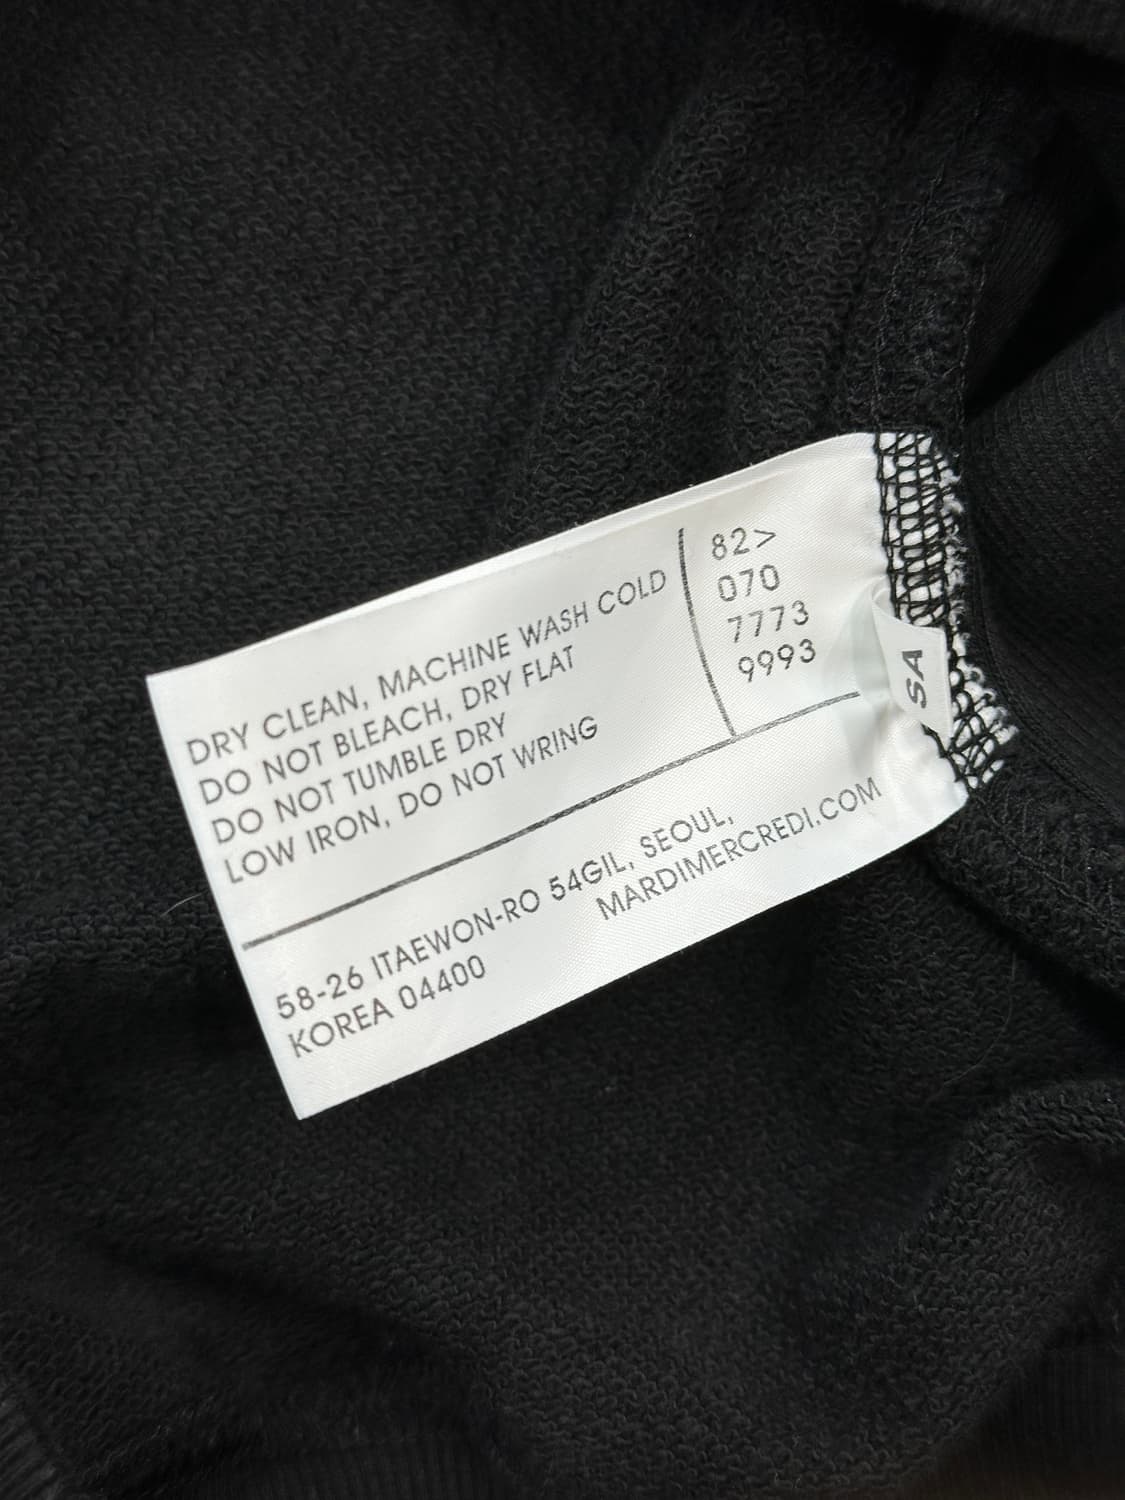 DRY CLEAN, MACHINE WASH COLD
DO NOT BLEACH, DRY FLAT
DO NOT TUMBLE DRY
LOW IRON, DO NOT WRING
82>
070
7773
9993
58-26 ITAEWON-RO 54GIL, SEOUL,
KOREA 04400
MARDIMERCREDI.COM
SA